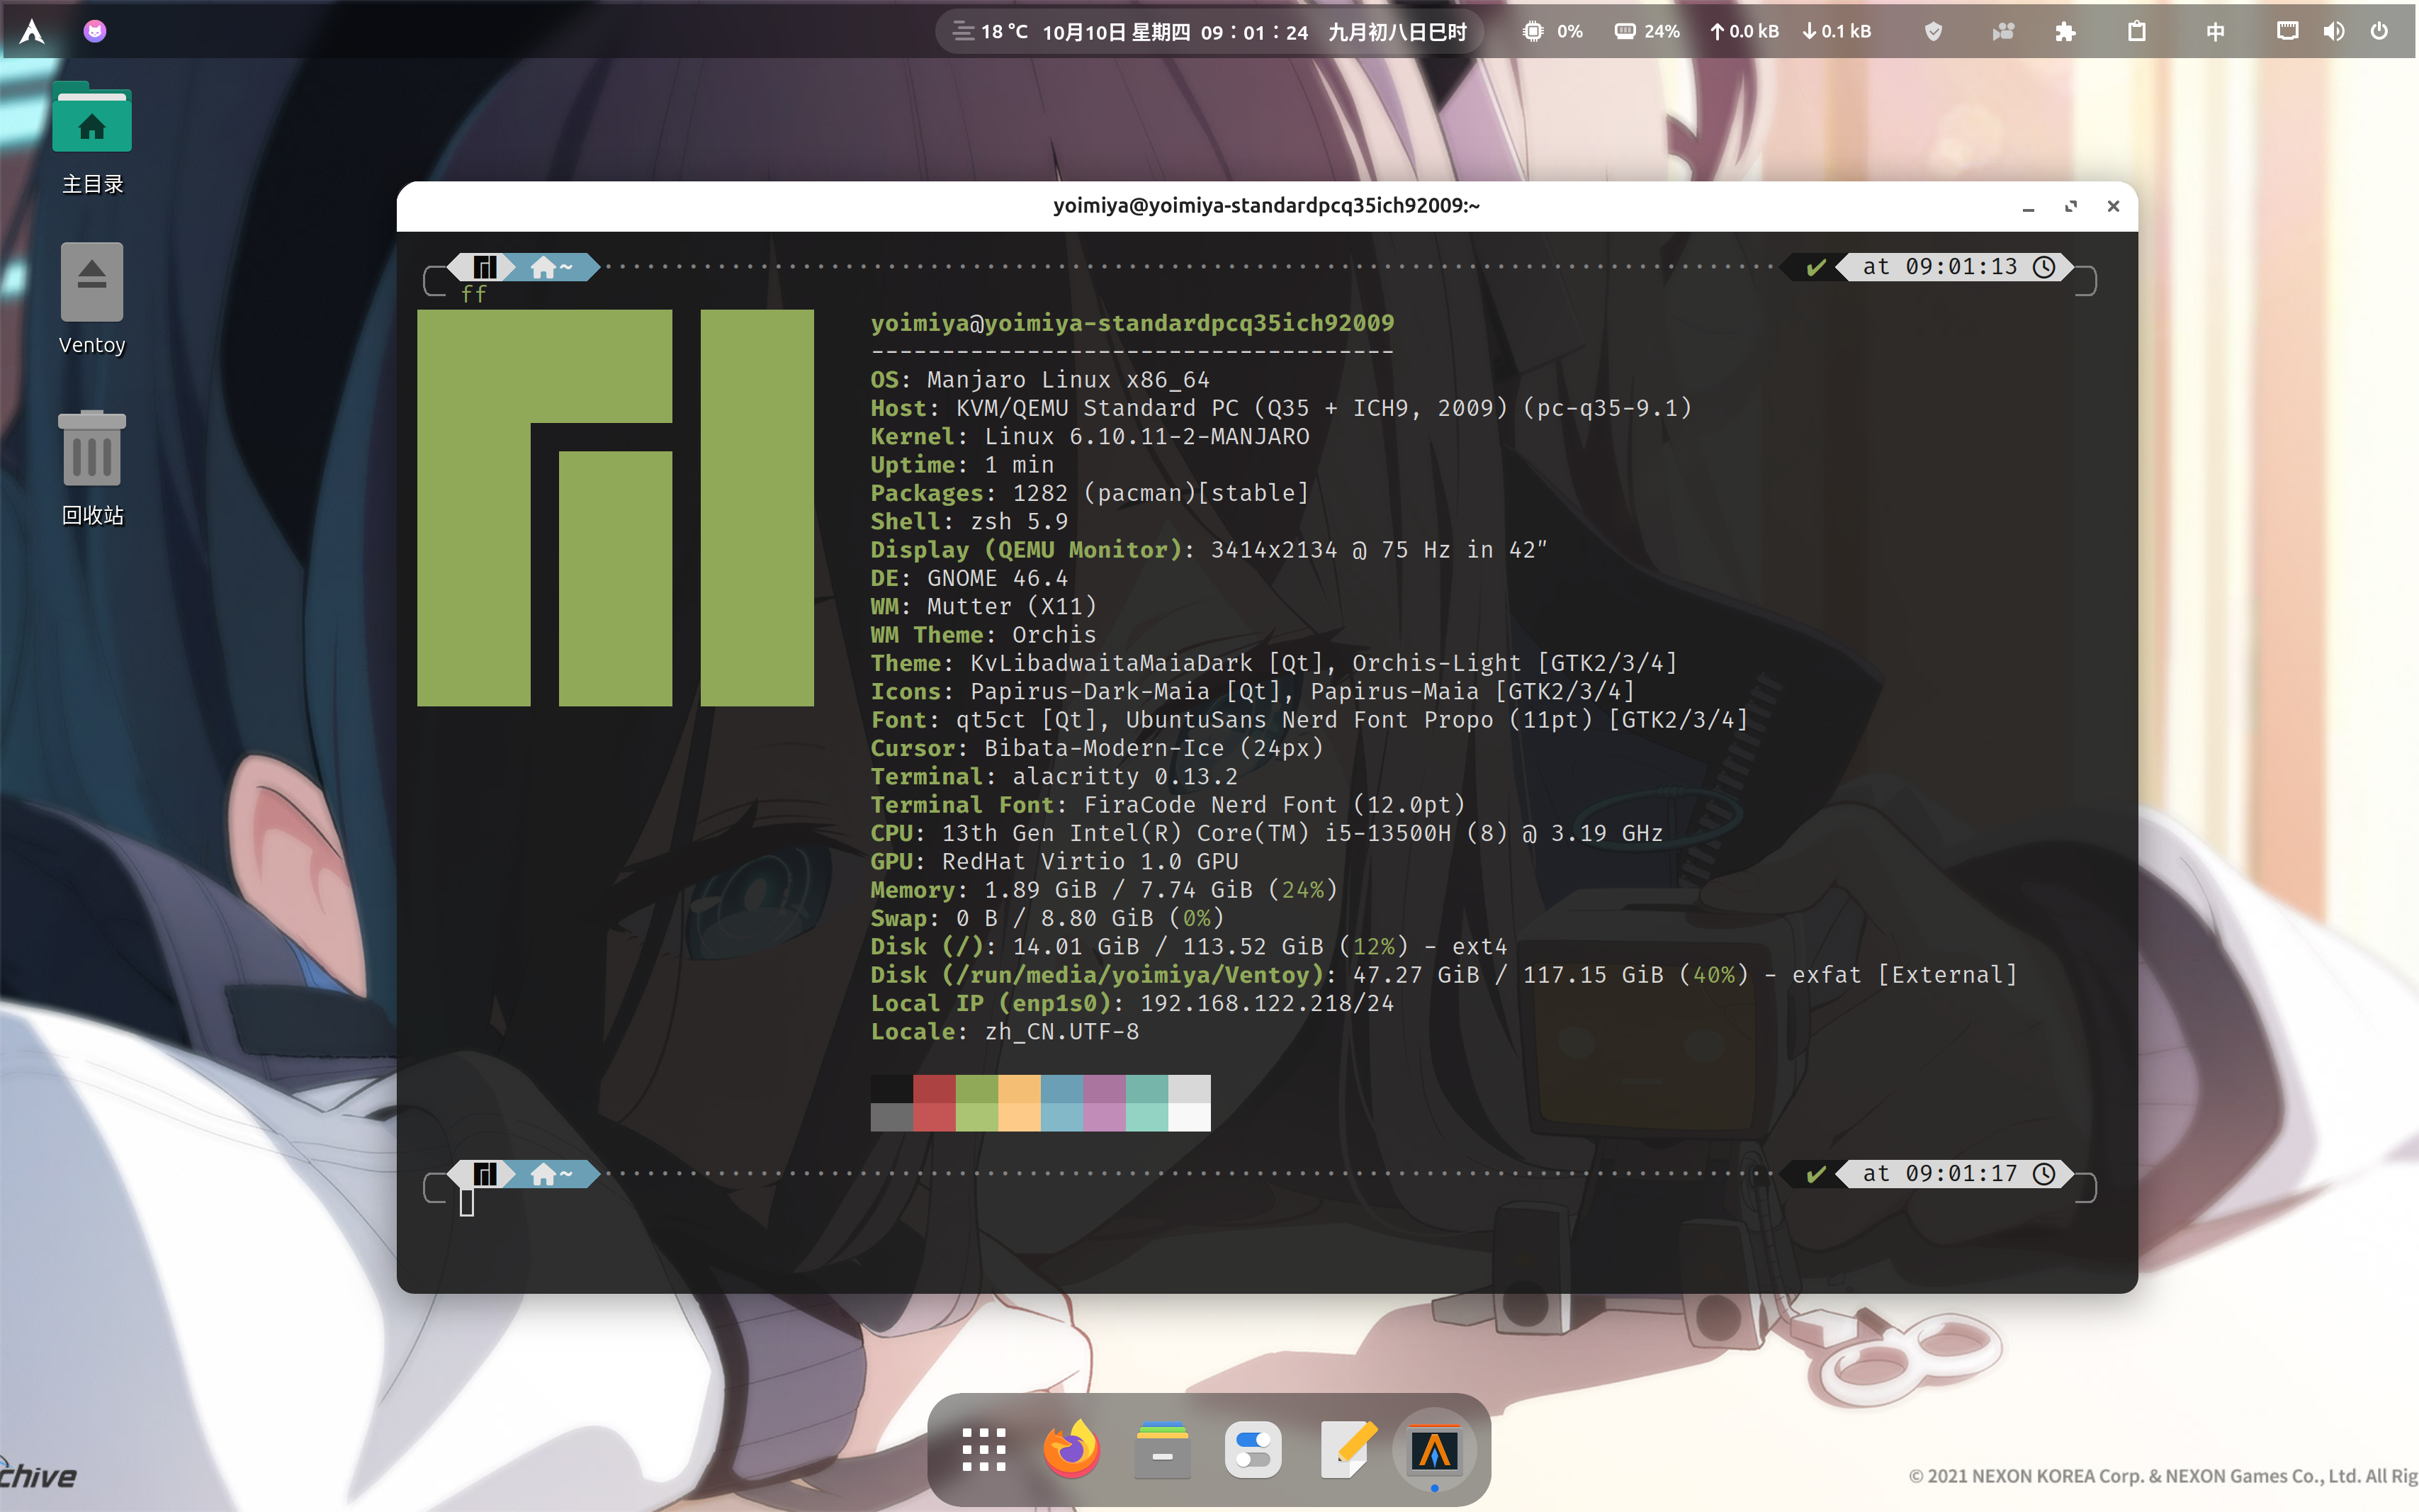 18 ℃ 10月10日 星期四 09：01：24 九月初八日巳时
0% 24% ↑ 0.0 kB ↓ 0.1 kB 中
主目录
Ventoy
回收站
yoimiya@yoimiya-standardpcq35ich92009:~
~ ✔ at 09:01:13
ff
yoimiya@yoimiya-standardpcq35ich92009
-------------------------------------
OS: Manjaro Linux x86_64
Host: KVM/QEMU Standard PC (Q35 + ICH9, 2009) (pc-q35-9.1)
Kernel: Linux 6.10.11-2-MANJARO
Uptime: 1 min
Packages: 1282 (pacman)[stable]
Shell: zsh 5.9
Display (QEMU Monitor): 3414x2134 @ 75 Hz in 42″
DE: GNOME 46.4
WM: Mutter (X11)
WM Theme: Orchis
Theme: KvLibadwaitaMaiaDark [Qt], Orchis-Light [GTK2/3/4]
Icons: Papirus-Dark-Maia [Qt], Papirus-Maia [GTK2/3/4]
Font: qt5ct [Qt], UbuntuSans Nerd Font Propo (11pt) [GTK2/3/4]
Cursor: Bibata-Modern-Ice (24px)
Terminal: alacritty 0.13.2
Terminal Font: FiraCode Nerd Font (12.0pt)
CPU: 13th Gen Intel(R) Core(TM) i5-13500H (8) @ 3.19 GHz
GPU: RedHat Virtio 1.0 GPU
Memory: 1.89 GiB / 7.74 GiB (24%)
Swap: 0 B / 8.80 GiB (0%)
Disk (/): 14.01 GiB / 113.52 GiB (12%) - ext4
Disk (/run/media/yoimiya/Ventoy): 47.27 GiB / 117.15 GiB (40%) - exfat [External]
Local IP (enp1s0): 192.168.122.218/24
Locale: zh_CN.UTF-8
~ ✔ at 09:01:17
chive
© 2021 NEXON KOREA Corp. & NEXON Games Co., Ltd. All Rig